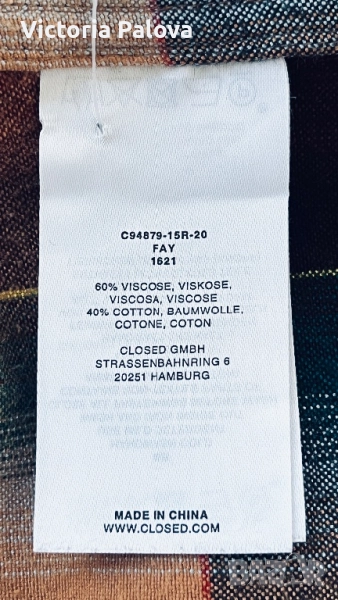 Victoria Palova
C94879-15R-20
FAY
1621
60% VISCOSE, VISKOSE,
VISCOSA, VISCOSE
40% COTTON, BAUMWOLLE,
COTONE, COTON
CLOSED GMBH
STRASSENBAHNRING 6
20251 HAMBURG
MADE IN CHINA
WWW.CLOSED.COM